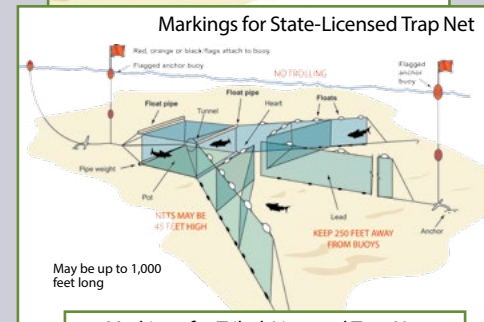 Markings for State-Licensed Trap Net
Red, orange or black flags attach to buoy
Flagged anchor buoy
NO TROLLING
Flagged
anchor
buoy
Float pipe
Float pipe
Floats
Tunnel
Heart
Pipe weight
Pot
Lead
Anchor
NETS MAY BE
45 FEET HIGH
KEEP 250 FEET AWAY
FROM BUOYS
May be up to 1,000
feet long